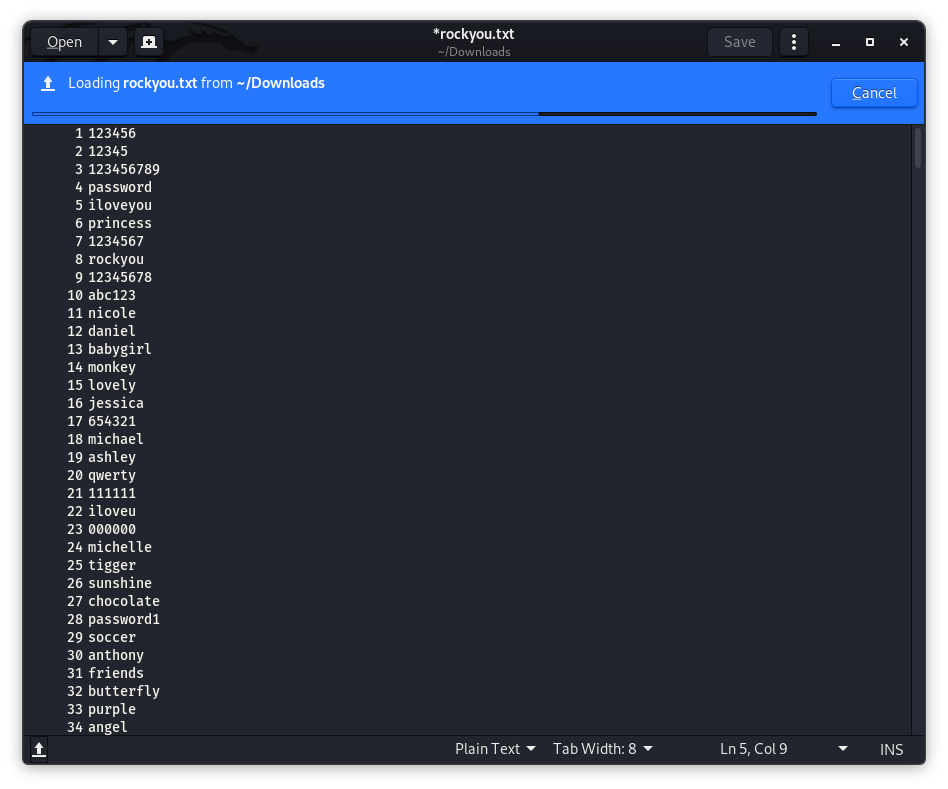 Open
*rockyou.txt
~/Downloads
Save
Loading rockyou.txt from ~/Downloads
Cancel
1 123456
2 12345
3 123456789
4 password
5 iloveyou
6 princess
7 1234567
8 rockyou
9 12345678
10 abc123
11 nicole
12 daniel
13 babygirl
14 monkey
15 lovely
16 jessica
17 654321
18 michael
19 ashley
20 qwerty
21 111111
22 iloveu
23 000000
24 michelle
25 tigger
26 sunshine
27 chocolate
28 password1
29 soccer
30 anthony
31 friends
32 butterfly
33 purple
34 angel
Plain Text Tab Width: 8 Ln 5, Col 9 INS